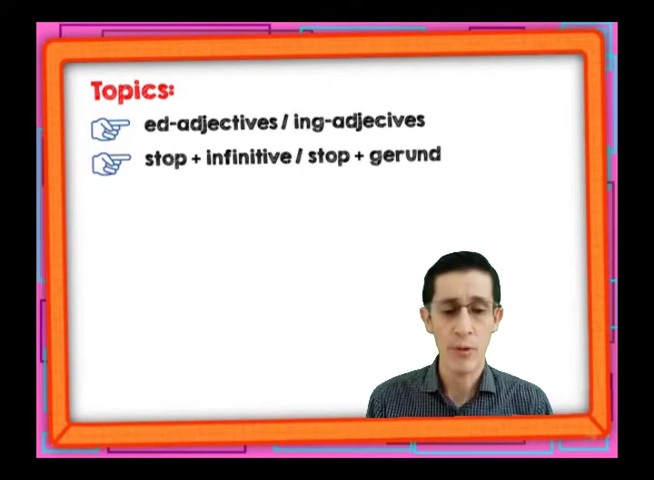 Topics:
ed-adjectives / ing-adjecives
stop + infinitive / stop + gerund